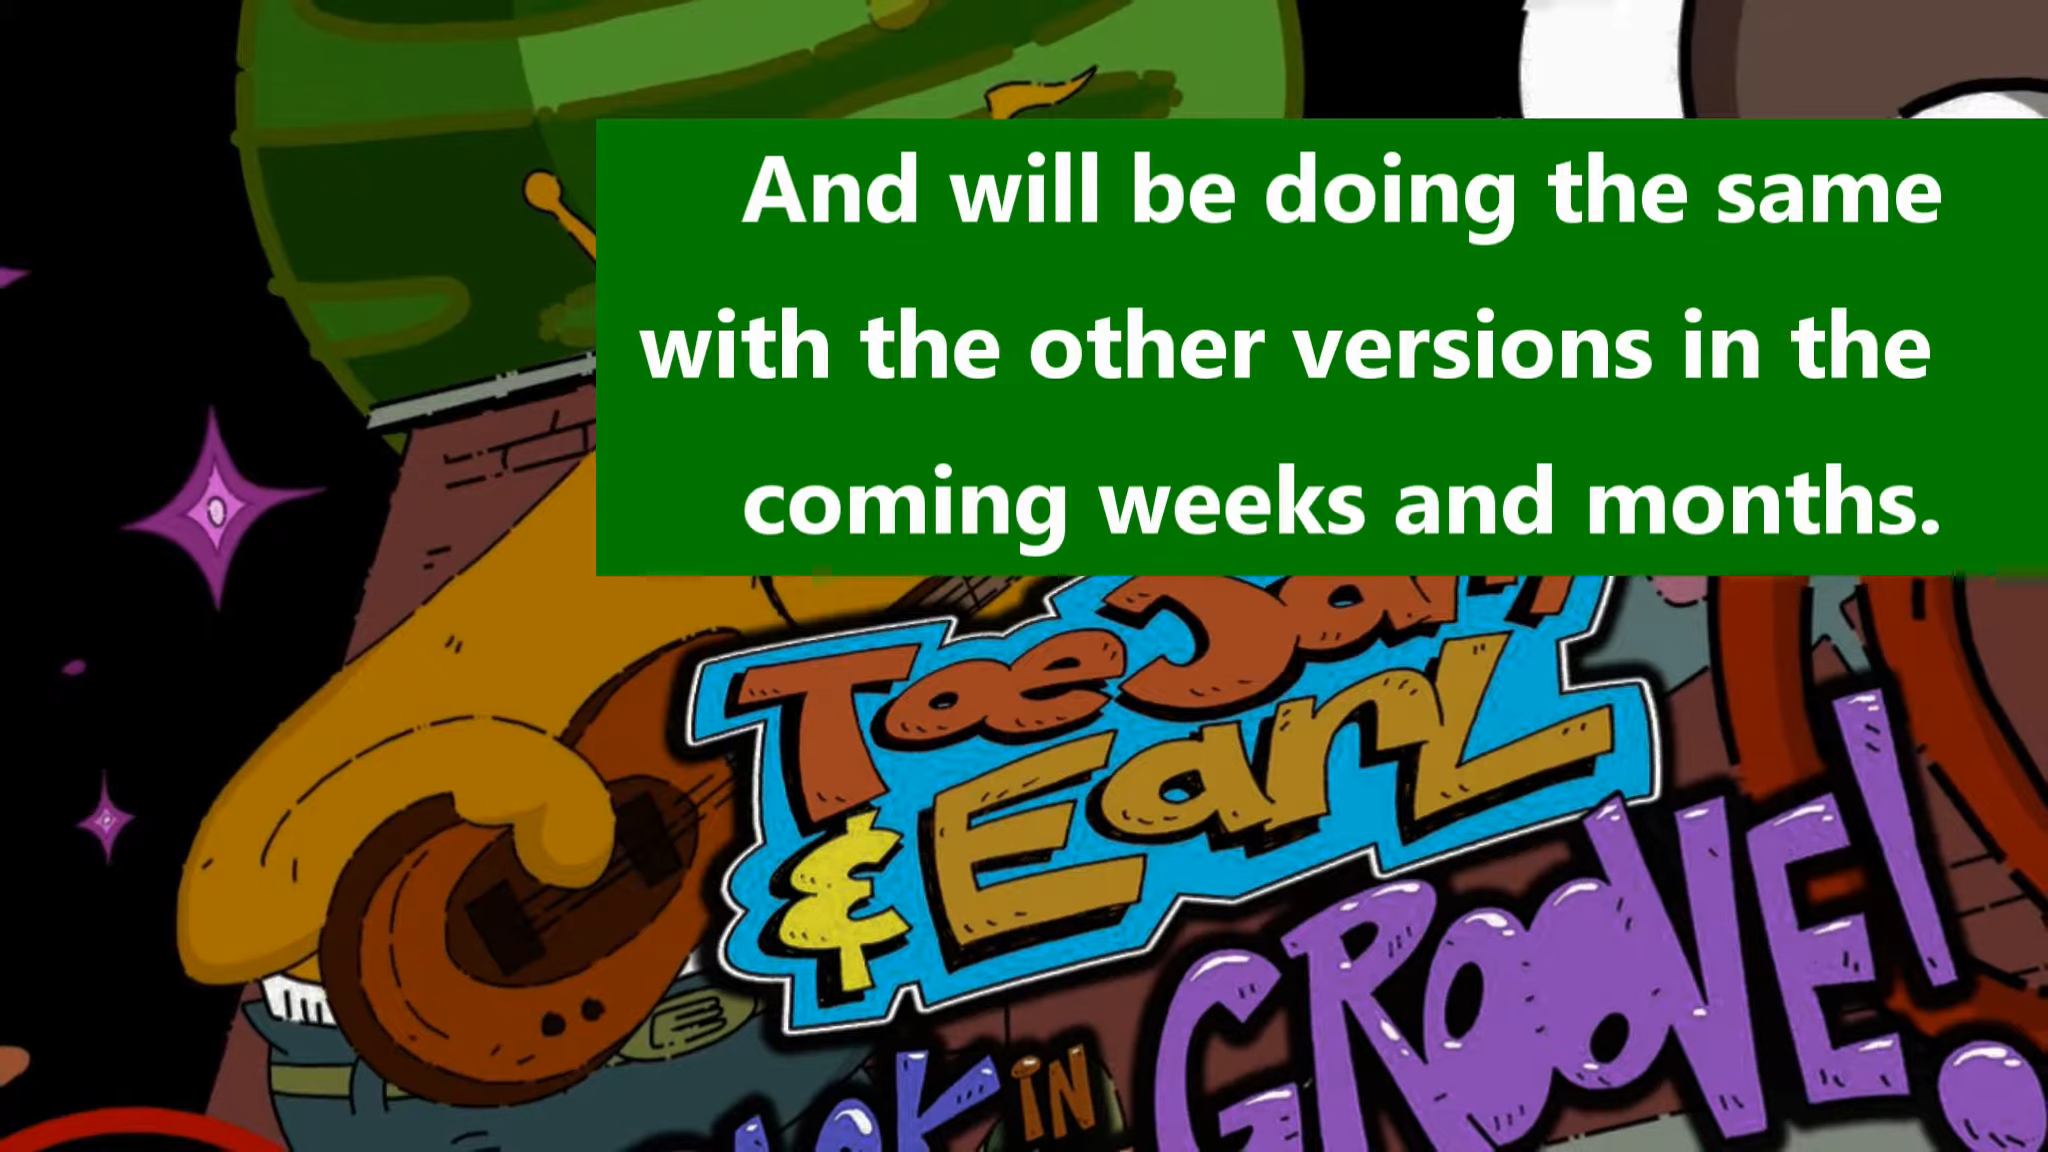 And will be doing the same
with the other versions in the
coming weeks and months.
ToeJam
& Earl
IN
GROOVE!